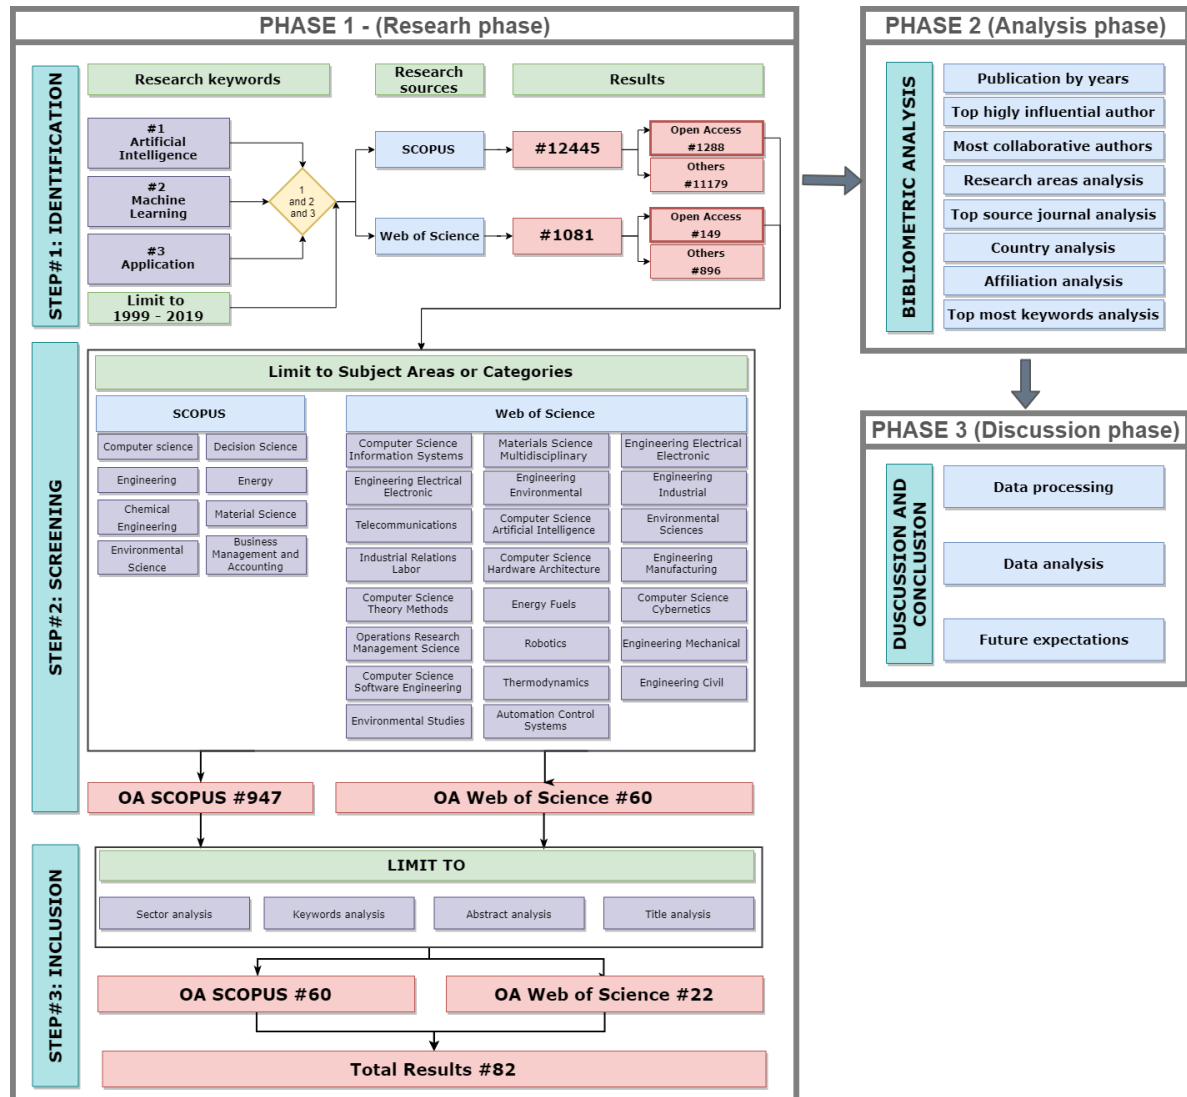 PHASE 1 - (Researh phase)
STEP#1: IDENTIFICATION
Research keywords
Research
sources
Results
#1
Artificial
Intelligence
#2
Machine
Learning
#3
Application
Limit to
1999 - 2019
1
and 2
and 3
SCOPUS
Web of Science
#12445
#1081
Open Access
#1288
Others
#11179
Open Access
#149
Others
#896
STEP#2: SCREENING
Limit to Subject Areas or Categories
SCOPUS
Computer science
Decision Science
Engineering
Energy
Chemical
Engineering
Material Science
Environmental
Science
Business
Management and
Accounting
Web of Science
Computer Science
Information Systems
Materials Science
Multidisciplinary
Engineering Electrical
Electronic
Engineering Electrical
Electronic
Engineering
Environmental
Engineering
Industrial
Telecommunications
Computer Science
Artificial Intelligence
Environmental
Sciences
Industrial Relations
Labor
Computer Science
Hardware Architecture
Engineering
Manufacturing
Computer Science
Theory Methods
Energy Fuels
Computer Science
Cybernetics
Operations Research
Management Science
Robotics
Engineering Mechanical
Computer Science
Software Engineering
Thermodynamics
Engineering Civil
Environmental Studies
Automation Control
Systems
OA SCOPUS #947
OA Web of Science #60
STEP#3: INCLUSION
LIMIT TO
Sector analysis
Keywords analysis
Abstract analysis
Title analysis
OA SCOPUS #60
OA Web of Science #22
Total Results #82
PHASE 2 (Analysis phase)
BIBLIOMETRIC ANALYSIS
Publication by years
Top higly influential author
Most collaborative authors
Research areas analysis
Top source journal analysis
Country analysis
Affiliation analysis
Top most keywords analysis
PHASE 3 (Discussion phase)
DUSCUSSION AND
CONCLUSION
Data processing
Data analysis
Future expectations